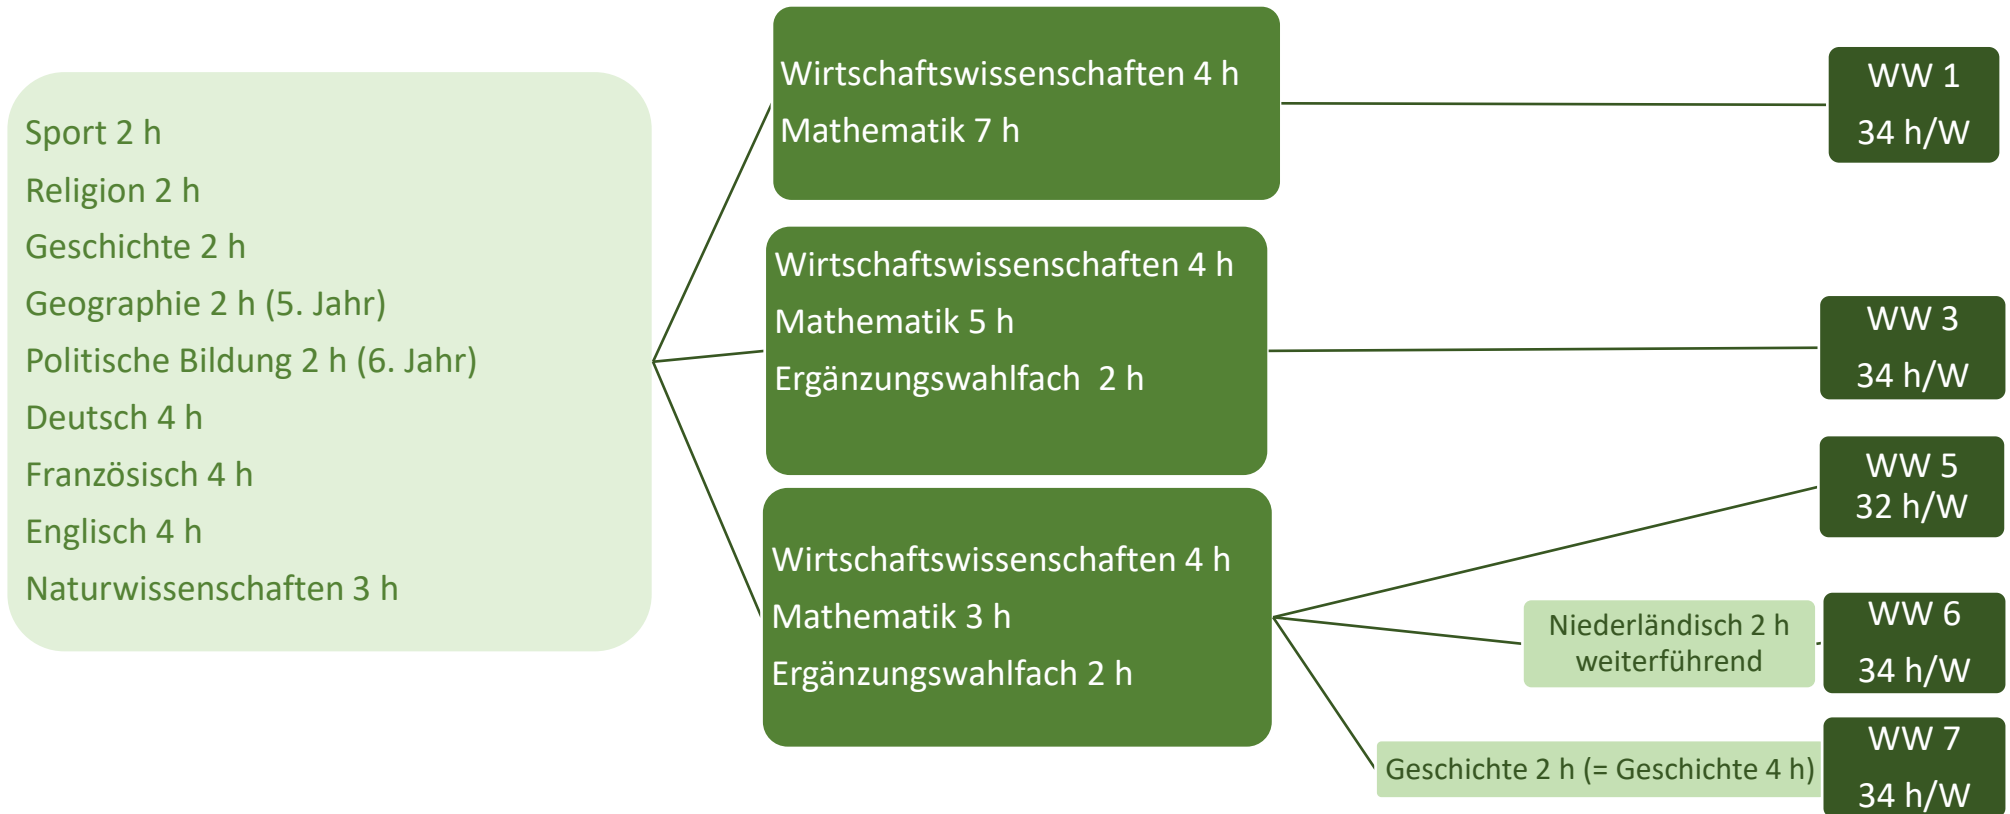 Sport 2 h
Religion 2 h
Geschichte 2 h
Geographie 2 h (5. Jahr)
Politische Bildung 2 h (6. Jahr)
Deutsch 4 h
Französisch 4 h
Englisch 4 h
Naturwissenschaften 3 h
Wirtschaftswissenschaften 4 h
Mathematik 7 h
WW 1
34 h/W
Wirtschaftswissenschaften 4 h
Mathematik 5 h
Ergänzungswahlfach  2 h
WW 3
34 h/W
Wirtschaftswissenschaften 4 h
Mathematik 3 h
Ergänzungswahlfach 2 h
WW 5
32 h/W
Niederländisch 2 h
weiterführend
WW 6
34 h/W
Geschichte 2 h (= Geschichte 4 h)
WW 7
34 h/W